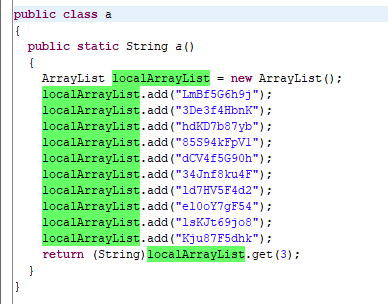 public class a
{
public static String a()
{
ArrayList localArrayList = new ArrayList();
localArrayList.add("LmBf5G6h9j");
localArrayList.add("3De3f4HbnK");
localArrayList.add("hdKD7b87yb");
localArrayList.add("85S94kFpV1");
localArrayList.add("dCV4f5G90h");
localArrayList.add("34Jnf8ku4F");
localArrayList.add("ld7HV5F4d2");
localArrayList.add("el0oY7gF54");
localArrayList.add("lsKJt69jo8");
localArrayList.add("Kju87F5dhk");
return (String)localArrayList.get(3);
}
}